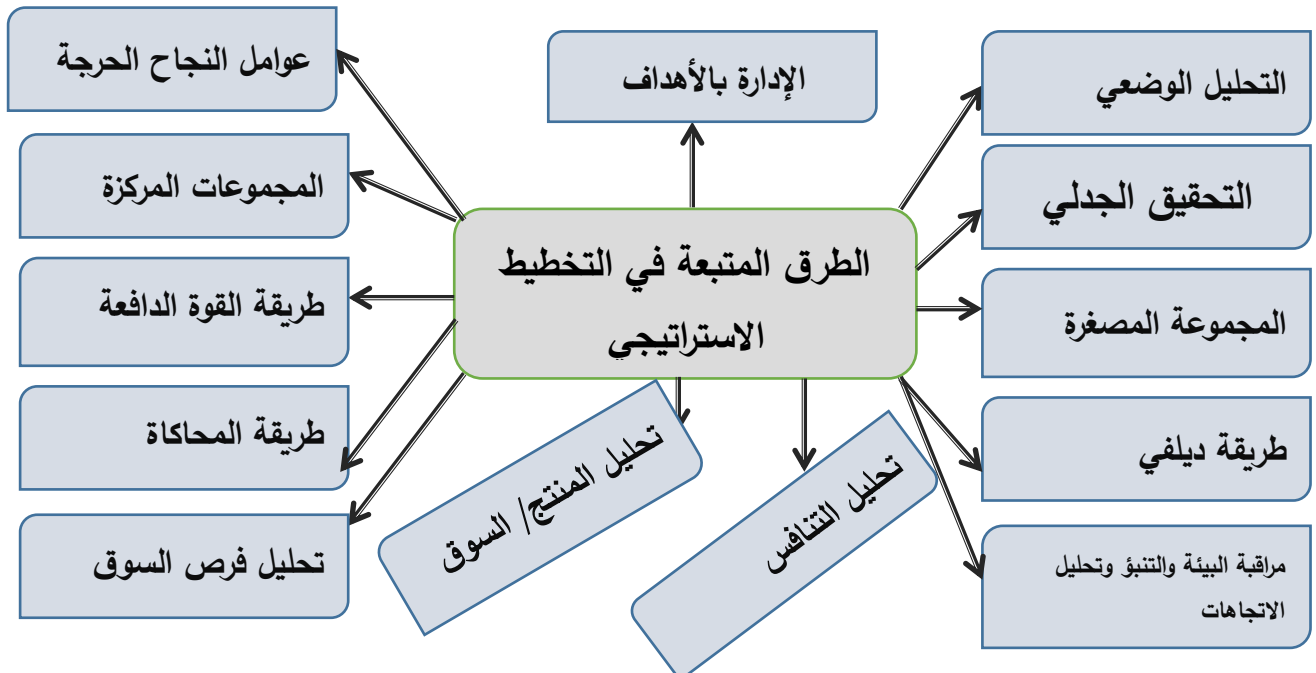 الإدارة بالأهداف
التحليل الوضعي
عوامل النجاح الحرجة
التحقيق الجدلي
المجموعات المركزة
الطرق المتبعة في التخطيط
الاستراتيجي
المجموعة المصغرة
طريقة القوة الدافعة
طريقة ديلفي
طريقة المحاكاة
تحليل التنافس
تحليل المنتج/ السوق
مراقبة البيئة والتنبؤ وتحليل
الاتجاهات
تحليل فرص السوق